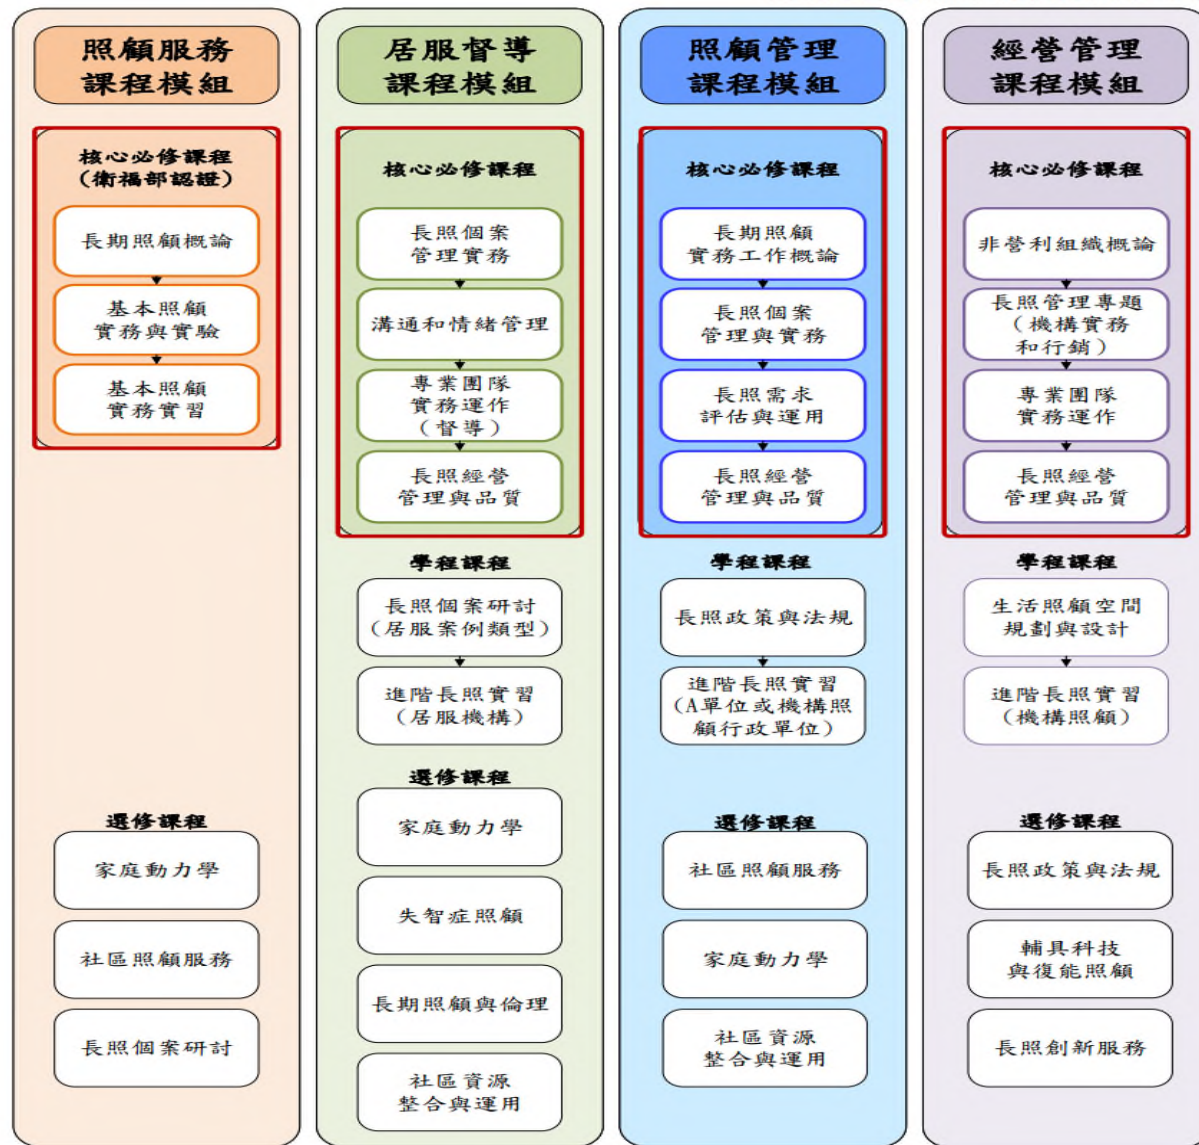 照顧服務
課程模組
核心必修課程
(衛福部認證)
長期照顧概論
基本照顧
實務與實驗
基本照顧
實務實習
選修課程
家庭動力學
社區照顧服務
長照個案研討
居服督導
課程模組
核心必修課程
長照個案
管理實務
溝通和情緒管理
專業團隊
實務運作
(督導)
長照經營
管理與品質
學程課程
長照個案研討
(居服案例類型)
進階長照實習
(居服機構)
選修課程
家庭動力學
失智症照顧
長期照顧與倫理
社區資源
整合與運用
照顧管理
課程模組
核心必修課程
長期照顧
實務工作概論
長照個案
管理與實務
長照需求
評估與運用
長照經營
管理與品質
學程課程
長照政策與法規
進階長照實習
(A單位或機構照
顧行政單位)
選修課程
社區照顧服務
家庭動力學
社區資源
整合與運用
經營管理
課程模組
核心必修課程
非營利組織概論
長照管理專題
(機構實務
和行銷)
專業團隊
實務運作
長照經營
管理與品質
學程課程
生活照顧空間
規劃與設計
進階長照實習
(機構照顧)
選修課程
長照政策與法規
輔具科技
與復能照顧
長照創新服務